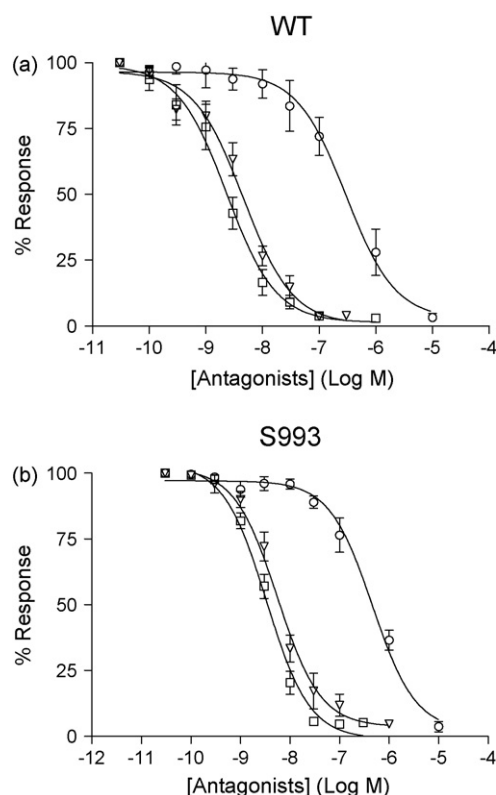 WT
(a)
100
75
50
25
0
% Response
-11 -10 -9 -8 -7 -6 -5 -4
[Antagonists] (Log M)
S993
(b)
100
75
50
25
0
% Response
-12 -11 -10 -9 -8 -7 -6 -5 -4
[Antagonists] (Log M)